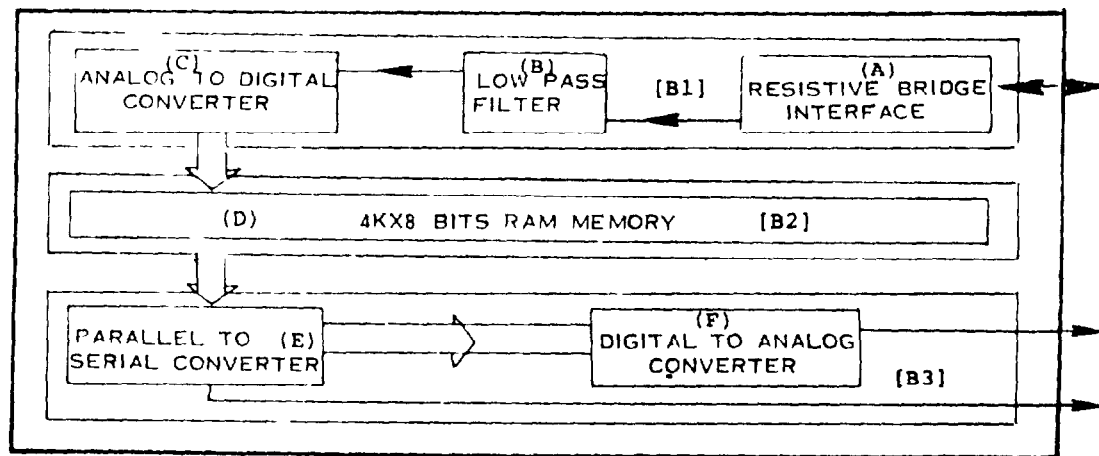 (C)
ANALOG TO DIGITAL
CONVERTER
(B)
LOW PASS
FILTER
[B1]
(A)
RESISTIVE BRIDGE
INTERFACE
(D) 4KX8 BITS RAM MEMORY [B2]
PARALLEL TO (E)
SERIAL CONVERTER
(F)
DIGITAL TO ANALOG
CONVERTER
[B3]